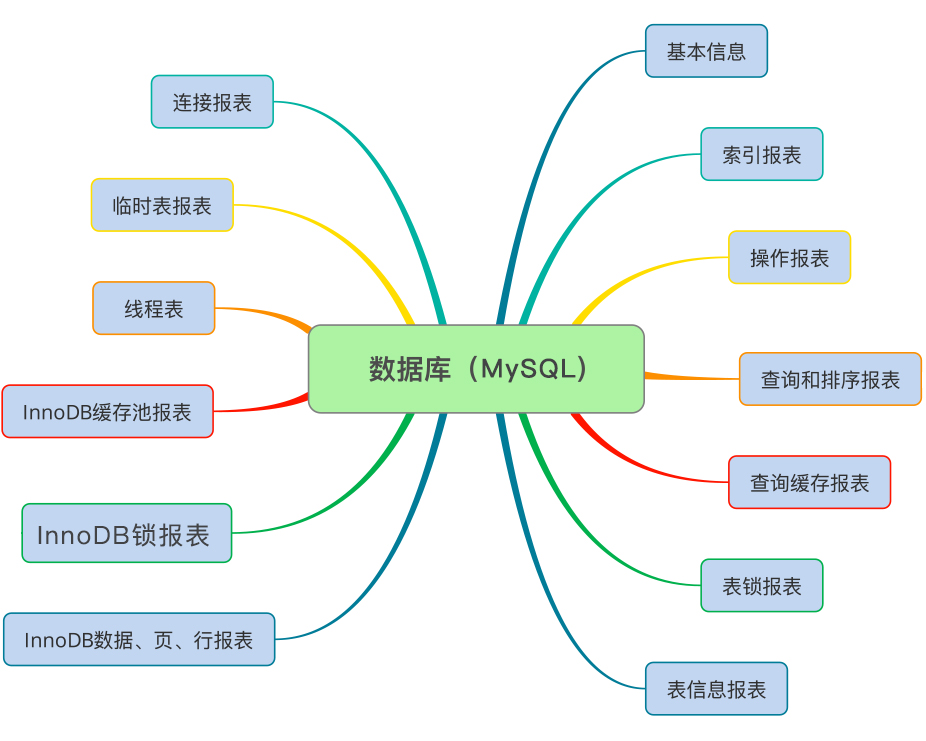 基本信息
连接报表
索引报表
临时表报表
操作报表
线程表
数据库（MySQL）
查询和排序报表
InnoDB缓存池报表
查询缓存报表
InnoDB锁报表
表锁报表
InnoDB数据、页、行报表
表信息报表